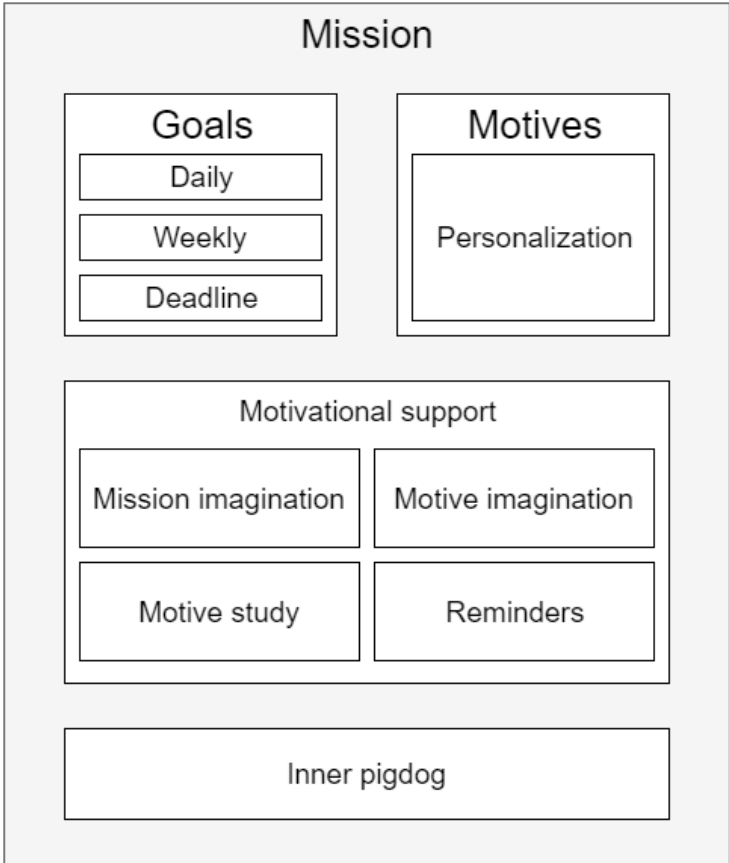 Mission
Goals
Daily
Weekly
Deadline
Motives
Personalization
Motivational support
Mission imagination
Motive imagination
Motive study
Reminders
Inner pigdog